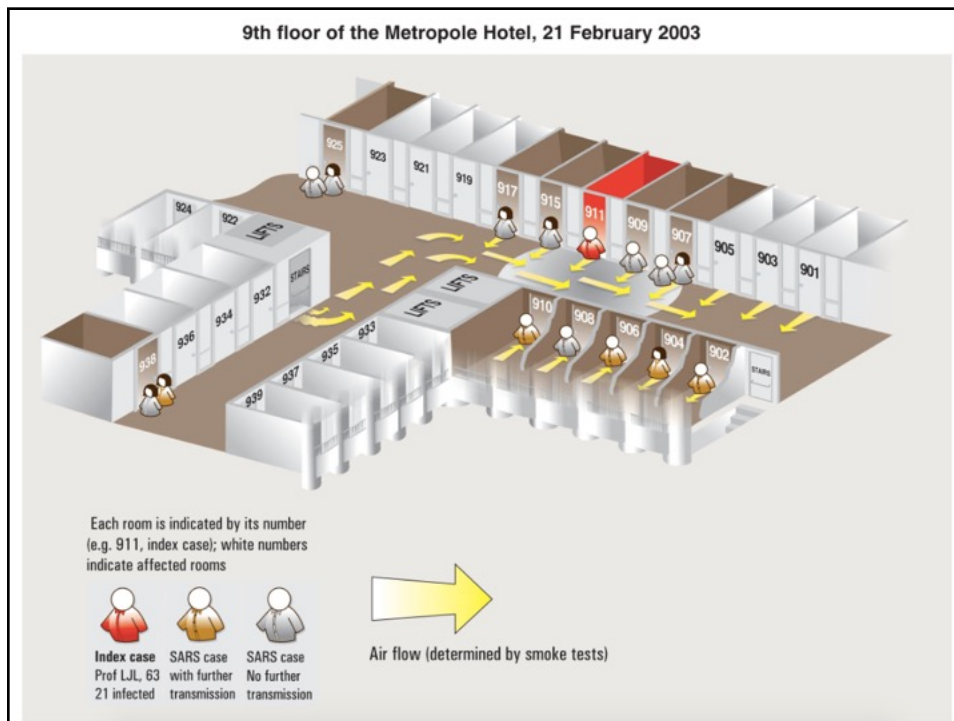 9th floor of the Metropole Hotel, 21 February 2003
925
923
921
919
917
915
911
909
907
905
903
901
924
922
LIFTS
STAIRS
932
934
936
938
LIFTS
LIFTS
933
935
937
939
910
908
906
904
902
STAIRS
Each room is indicated by its number
(e.g. 911, index case); white numbers
indicate affected rooms
Index case
Prof LJL, 63
21 infected
SARS case
with further
transmission
SARS case
No further
transmission
Air flow (determined by smoke tests)